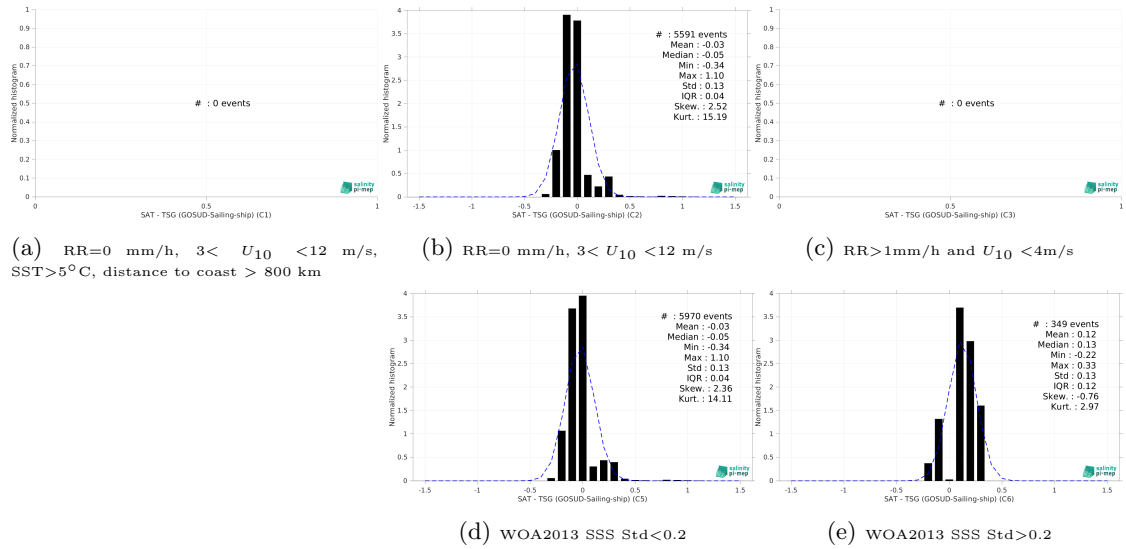 1
0.9
0.8
0.7
0.6
0.5
0.4
0.3
0.2
0.1
0
Normalized histogram
# : 0 events
salinity
pi-mep
0 0.5 1
SAT - TSG (GOSUD-Sailing-ship) (C1)
(a) RR=0 mm/h, 3< U10 <12 m/s,
SST>5°C, distance to coast > 800 km
4
3.5
3
2.5
2
1.5
1
0.5
0
Normalized histogram
# : 5591 events
Mean : -0.03
Median : -0.05
Min : -0.34
Max : 1.10
Std : 0.13
IQR : 0.04
Skew. : 2.52
Kurt. : 15.19
salinity
pi-mep
-1.5 -1 -0.5 0 0.5 1 1.5
SAT - TSG (GOSUD-Sailing-ship) (C2)
(b) RR=0 mm/h, 3< U10 <12 m/s
1
0.9
0.8
0.7
0.6
0.5
0.4
0.3
0.2
0.1
0
Normalized histogram
# : 0 events
salinity
pi-mep
0 0.5 1
SAT - TSG (GOSUD-Sailing-ship) (C3)
(c) RR>1mm/h and U10 <4m/s
4
3.5
3
2.5
2
1.5
1
0.5
0
Normalized histogram
# : 5970 events
Mean : -0.03
Median : -0.05
Min : -0.34
Max : 1.10
Std : 0.13
IQR : 0.04
Skew. : 2.36
Kurt. : 14.11
salinity
pi-mep
-1.5 -1 -0.5 0 0.5 1 1.5
SAT - TSG (GOSUD-Sailing-ship) (C5)
(d) WOA2013 SSS Std<0.2
4
3.5
3
2.5
2
1.5
1
0.5
0
Normalized histogram
# : 349 events
Mean : 0.12
Median : 0.13
Min : -0.22
Max : 0.33
Std : 0.13
IQR : 0.12
Skew. : -0.76
Kurt. : 2.97
salinity
pi-mep
-1.5 -1 -0.5 0 0.5 1 1.5
SAT - TSG (GOSUD-Sailing-ship) (C6)
(e) WOA2013 SSS Std>0.2